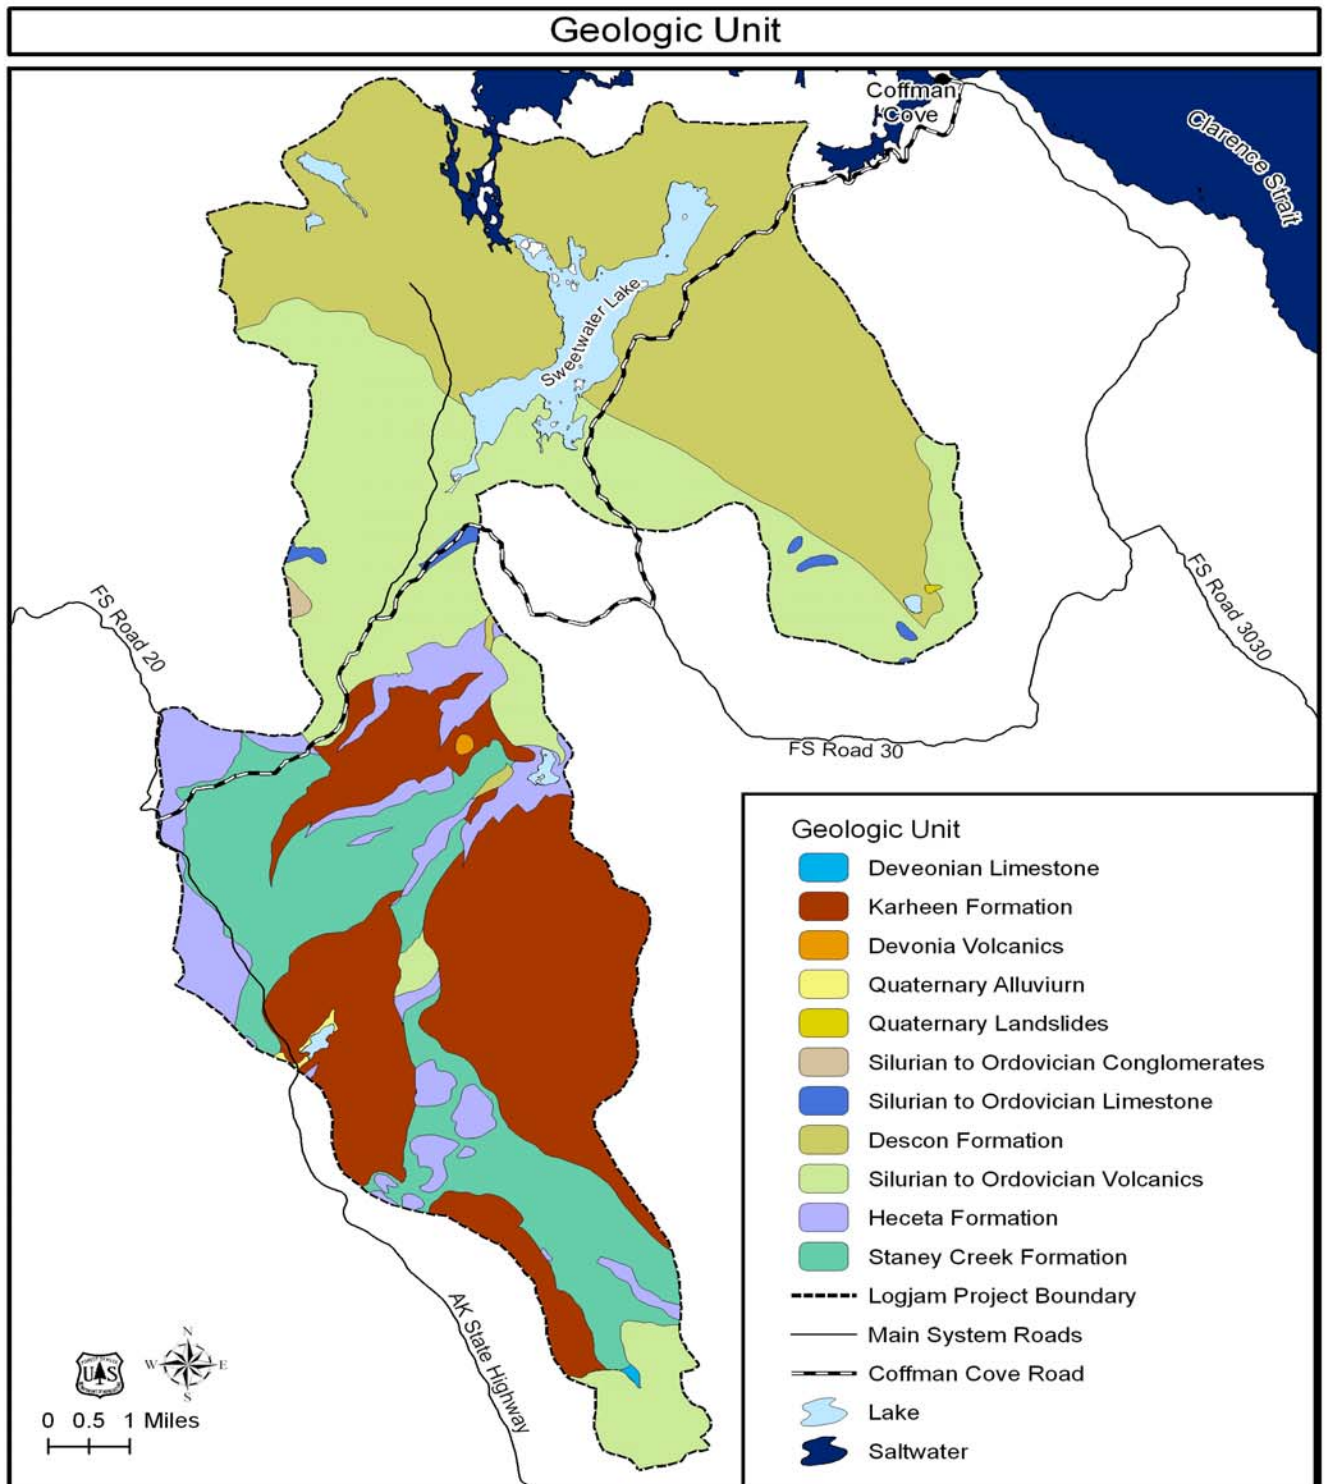 Geologic Unit
Coffman
Cove
Clarence Strait
Sweetwater Lake
FS Road 20
FS Road 3030
FS Road 30
AK State Highway
Geologic Unit
Deveonian Limestone
Karheen Formation
Devonia Volcanics
Quaternary Alluviurn
Quaternary Landslides
Silurian to Ordovician Conglomerates
Silurian to Ordovician Limestone
Descon Formation
Silurian to Ordovician Volcanics
Heceta Formation
Staney Creek Formation
Logjam Project Boundary
Main System Roads
Coffman Cove Road
Lake
Saltwater
N
W E
S
U S
0 0.5 1 Miles